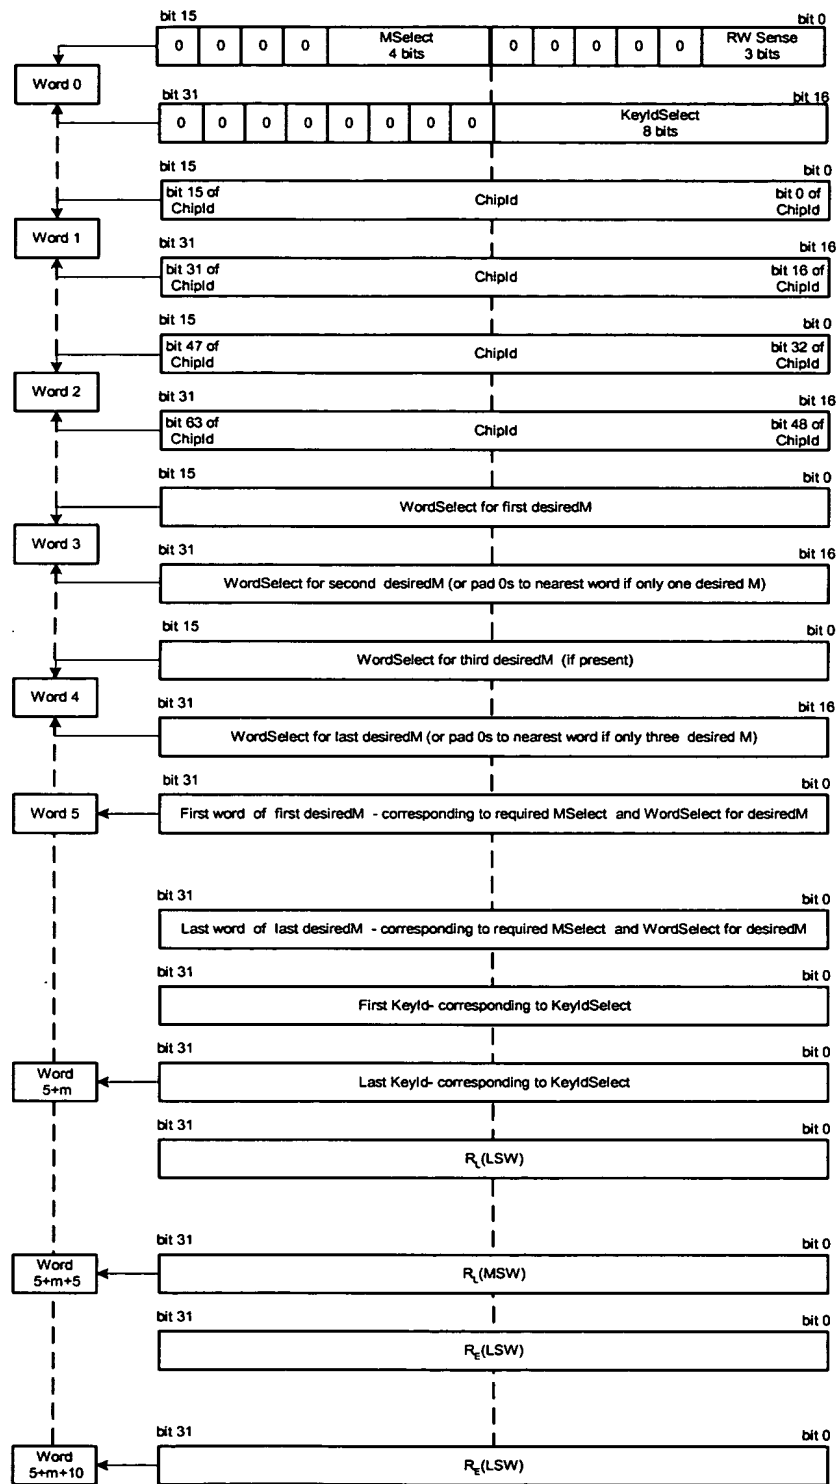 bit 15 bit 0
0 0 0 0 MSelect 4 bits 0 0 0 0 0 RW Sense 3 bits
Word 0
bit 31 bit 16
0 0 0 0 0 0 0 0 KeyIdSelect 8 bits
bit 15 bit 0
bit 15 of ChipId ChipId bit 0 of ChipId
Word 1
bit 31 bit 16
bit 31 of ChipId ChipId bit 16 of ChipId
bit 15 bit 0
bit 47 of ChipId ChipId bit 32 of ChipId
Word 2
bit 31 bit 16
bit 63 of ChipId ChipId bit 48 of ChipId
bit 15 bit 0
WordSelect for first desiredM
Word 3
bit 31 bit 16
WordSelect for second desiredM (or pad 0s to nearest word if only one desired M)
bit 15 bit 0
WordSelect for third desiredM (if present)
Word 4
bit 31 bit 16
WordSelect for last desiredM (or pad 0s to nearest word if only three desired M)
bit 31 bit 0
Word 5 First word of first desiredM - corresponding to required MSelect and WordSelect for desiredM
bit 31 bit 0
Last word of last desiredM - corresponding to required MSelect and WordSelect for desiredM
bit 31 bit 0
First KeyId- corresponding to KeyIdSelect
bit 31 bit 0
Word 5+m Last KeyId- corresponding to KeyIdSelect
bit 31 bit 0
R_L(LSW)
bit 31 bit 0
Word 5+m+5 R_L(MSW)
bit 31 bit 0
R_E(LSW)
bit 31 bit 0
Word 5+m+10 R_E(LSW)